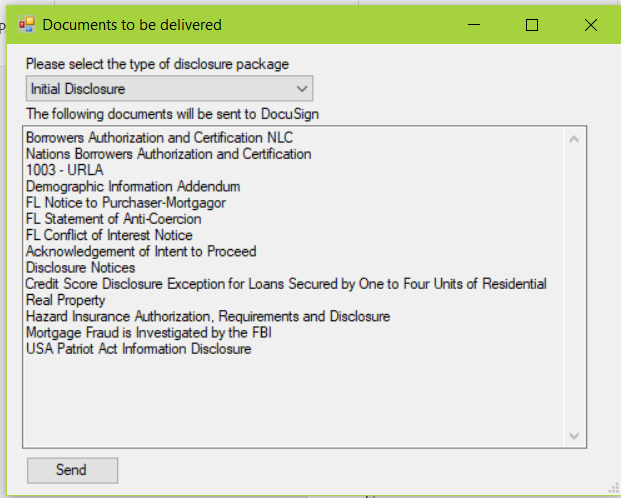 Documents to be delivered
Please select the type of disclosure package
Initial Disclosure
The following documents will be sent to DocuSign
Borrowers Authorization and Certification NLC
Nations Borrowers Authorization and Certification
1003 - URLA
Demographic Information Addendum
FL Notice to Purchaser-Mortgagor
FL Statement of Anti-Coercion
FL Conflict of Interest Notice
Acknowledgement of Intent to Proceed
Disclosure Notices
Credit Score Disclosure Exception for Loans Secured by One to Four Units of Residential
Real Property
Hazard Insurance Authorization, Requirements and Disclosure
Mortgage Fraud is Investigated by the FBI
USA Patriot Act Information Disclosure
Send